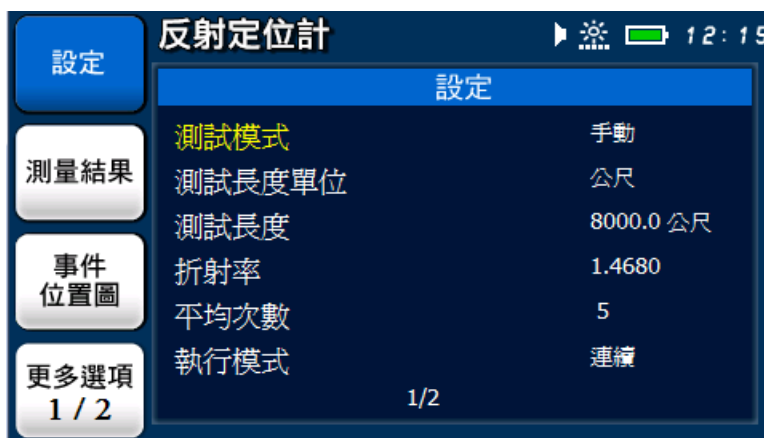 反射定位計 12:15
設定
設定
測試模式 手動
測試長度單位 公尺
測試長度 8000.0 公尺
折射率 1.4680
平均次數 5
執行模式 連續
1/2
測量結果
事件
位置圖
更多選項
1 / 2